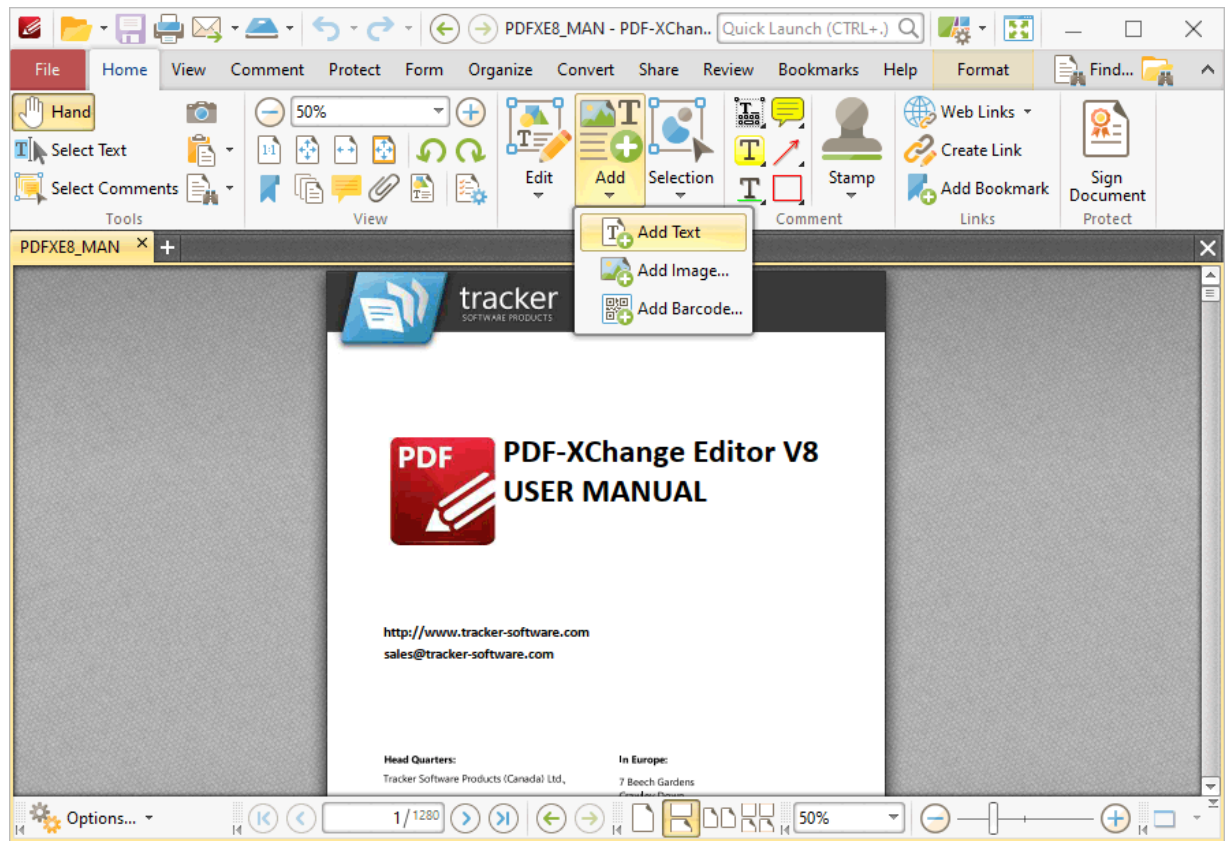 PDFXE8_MAN - PDF-XChan..
Quick Launch (CTRL+.)
File Home View Comment Protect Form Organize Convert Share Review Bookmarks Help Format Find...
Hand
Select Text
Select Comments
Tools
50%
1:1
View
Edit
Add
Selection
Stamp
Comment
Web Links
Create Link
Add Bookmark
Links
Sign
Document
Protect
PDFXE8_MAN
Add Text
Add Image...
Add Barcode...
tracker
SOFTWARE PRODUCTS
PDF
PDF-XChange Editor V8
USER MANUAL
http://www.tracker-software.com
sales@tracker-software.com
Head Quarters:
Tracker Software Products (Canada) Ltd.,
In Europe:
7 Beech Gardens
Crawley Down
Options...
1/1280
50%